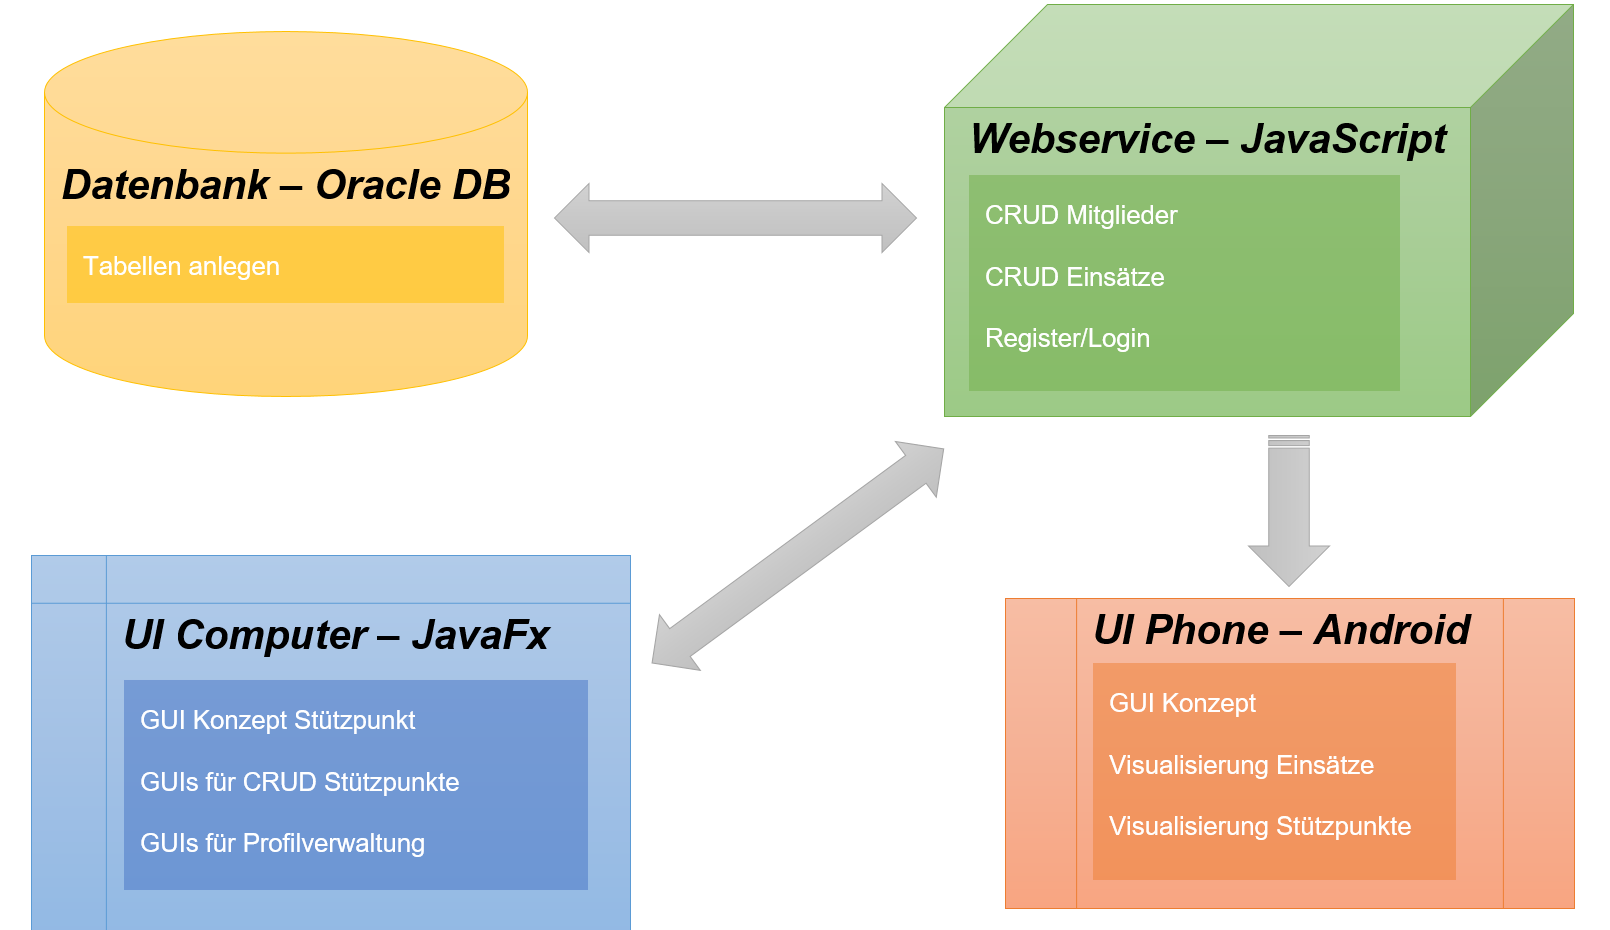 Datenbank – Oracle DB
Tabellen anlegen
Webservice – JavaScript
CRUD Mitglieder
CRUD Einsätze
Register/Login
UI Computer – JavaFx
GUI Konzept Stützpunkt
GUIs für CRUD Stützpunkte
GUIs für Profilverwaltung
UI Phone – Android
GUI Konzept
Visualisierung Einsätze
Visualisierung Stützpunkte